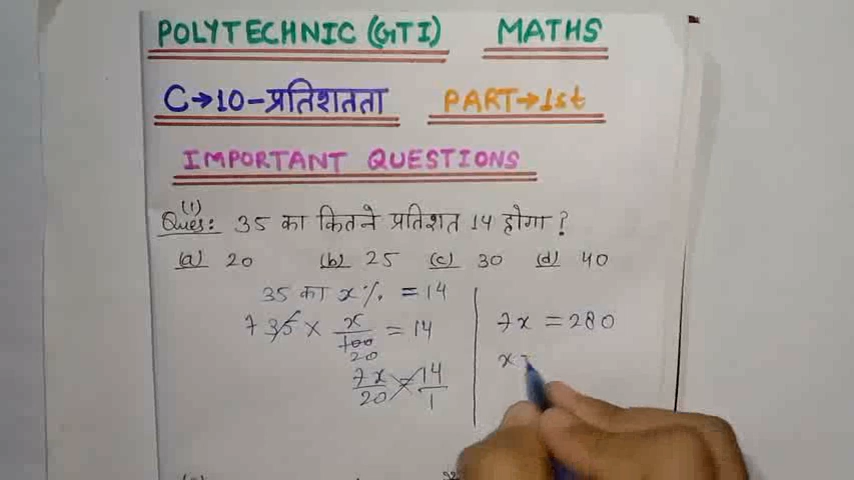 POLYTECHNIC (GTI) MATHS
C→10-प्रतिशतता PART→1st
IMPORTANT QUESTIONS
(1)
Ques: 35 का कितने प्रतिशत 14 होगा ?
(a) 20 (b) 25 (c) 30 (d) 40
35 का x% = 14
7 35 × x/100 = 14
20
7x/20 = 14/1
7x = 280
x =